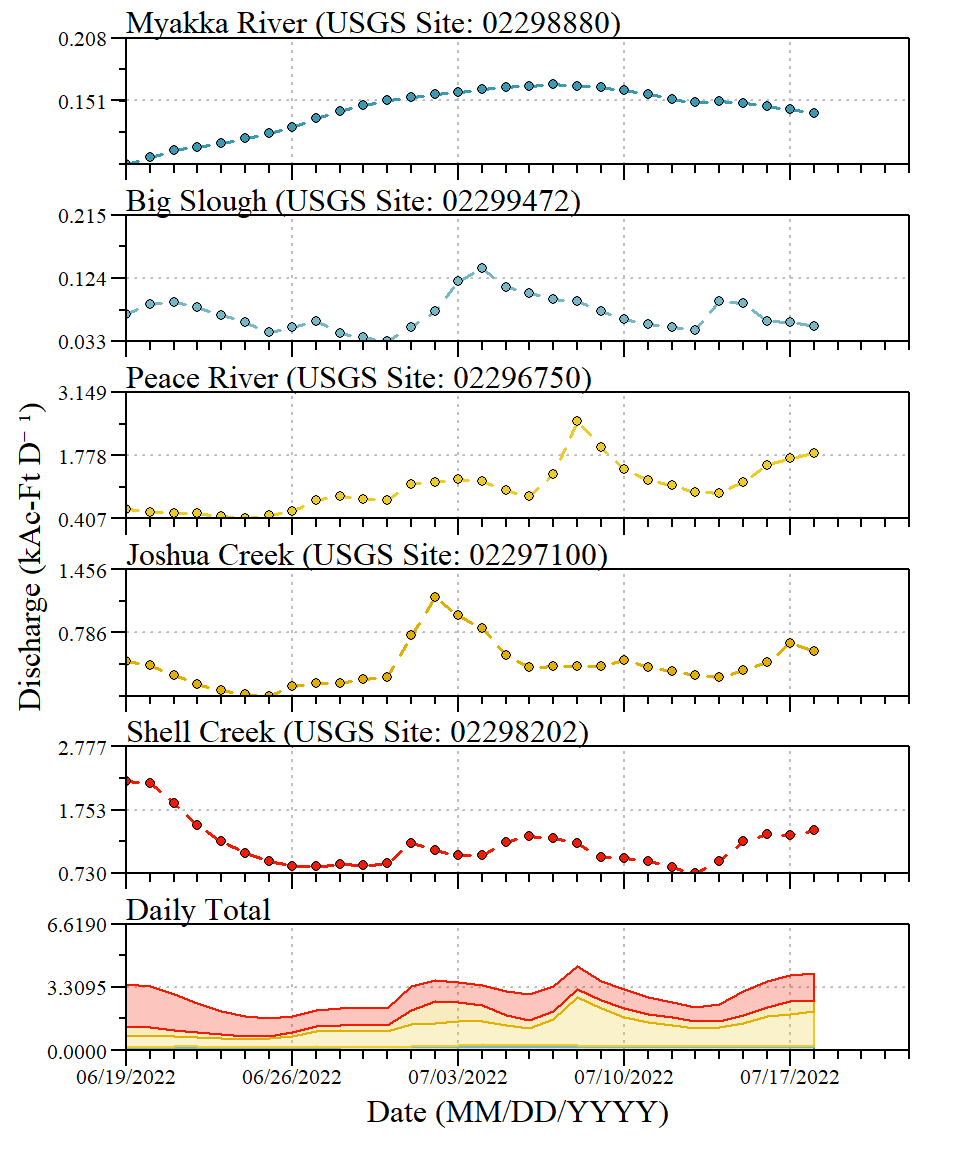 Myakka River (USGS Site: 02298880)
0.208
0.151
Big Slough (USGS Site: 02299472)
0.215
0.124
0.033
Peace River (USGS Site: 02296750)
3.149
1.778
0.407
Joshua Creek (USGS Site: 02297100)
1.456
0.786
Shell Creek (USGS Site: 02298202)
2.777
1.753
0.730
Daily Total
6.6190
3.3095
0.0000
06/19/2022 06/26/2022 07/03/2022 07/10/2022 07/17/2022
Date (MM/DD/YYYY)
Discharge (kAc-Ft D⁻¹)